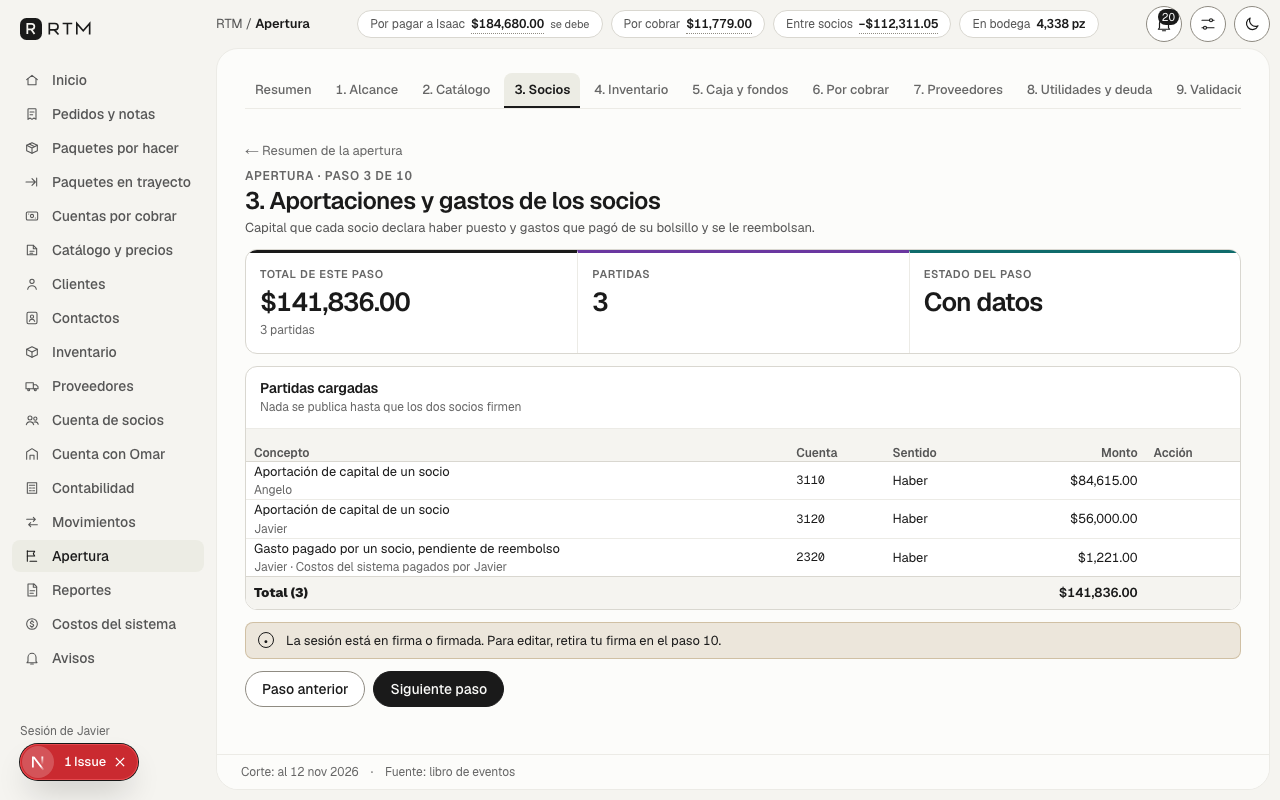 R RTM
RTM / Apertura
Por pagar a Isaac $184,680.00 se debe
Por cobrar $11,779.00
Entre socios −$112,311.05
En bodega 4,338 pz
20
Inicio
Pedidos y notas
Paquetes por hacer
Paquetes en trayecto
Cuentas por cobrar
Catálogo y precios
Clientes
Contactos
Inventario
Proveedores
Cuenta de socios
Cuenta con Omar
Contabilidad
Movimientos
Apertura
Reportes
Costos del sistema
Avisos
Sesión de Javier
N 1 Issue
Resumen
1. Alcance
2. Catálogo
3. Socios
4. Inventario
5. Caja y fondos
6. Por cobrar
7. Proveedores
8. Utilidades y deuda
9. Validació
← Resumen de la apertura
APERTURA · PASO 3 DE 10
3. Aportaciones y gastos de los socios
Capital que cada socio declara haber puesto y gastos que pagó de su bolsillo y se le reembolsan.
TOTAL DE ESTE PASO
$141,836.00
3 partidas
PARTIDAS
3
ESTADO DEL PASO
Con datos
Partidas cargadas
Nada se publica hasta que los dos socios firmen
Concepto Cuenta Sentido Monto Acción
Aportación de capital de un socio 3110 Haber $84,615.00
Angelo
Aportación de capital de un socio 3120 Haber $56,000.00
Javier
Gasto pagado por un socio, pendiente de reembolso 2320 Haber $1,221.00
Javier · Costos del sistema pagados por Javier
Total (3) $141,836.00
La sesión está en firma o firmada. Para editar, retira tu firma en el paso 10.
Paso anterior
Siguiente paso
Corte: al 12 nov 2026 · Fuente: libro de eventos